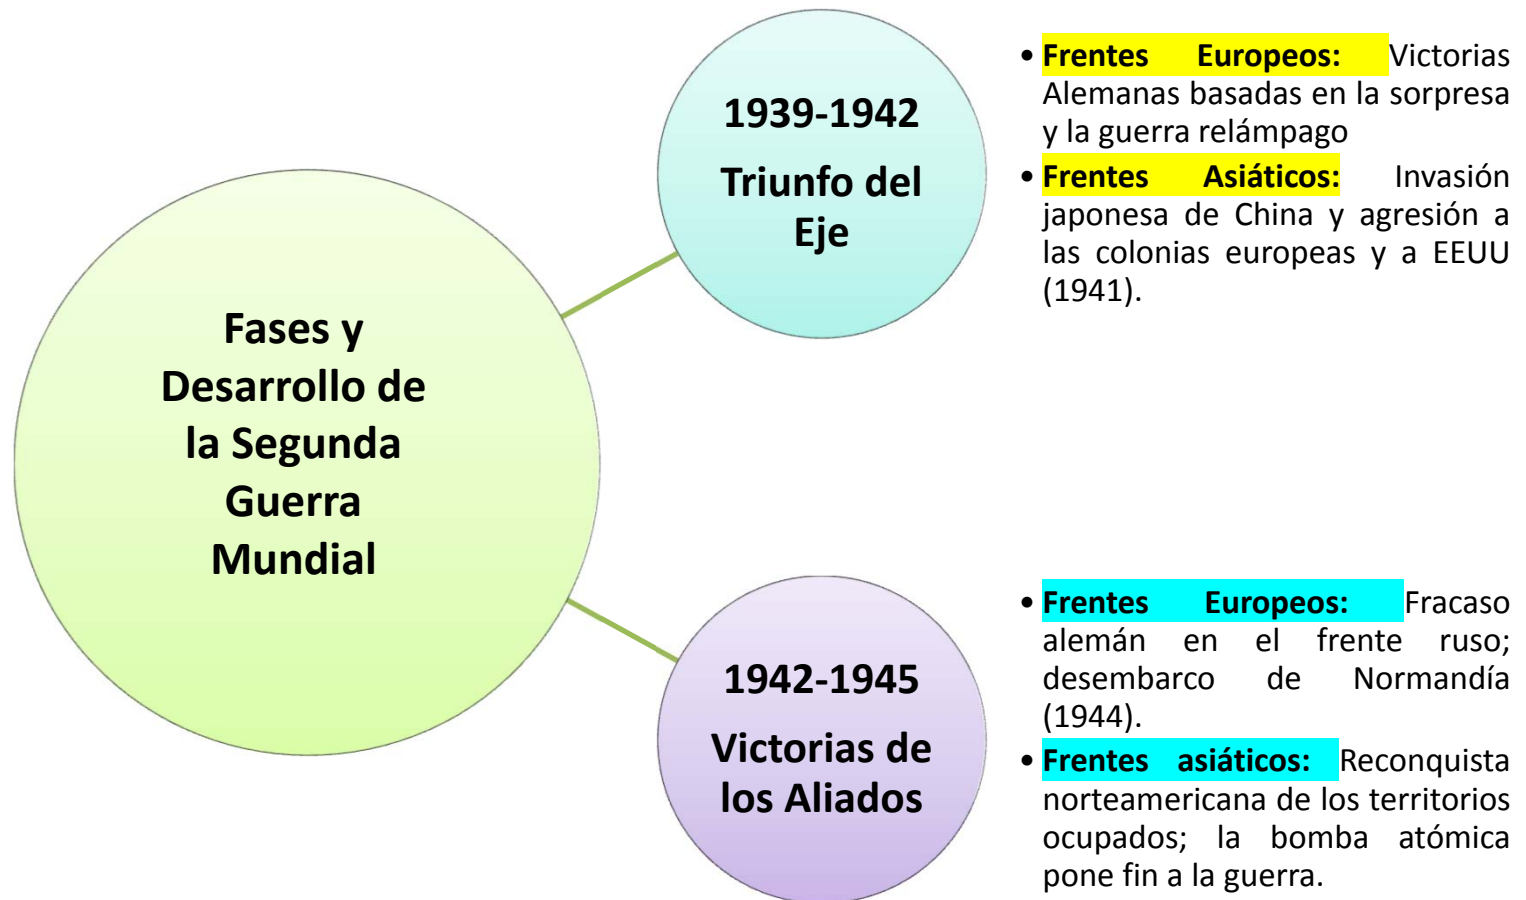 Fases y
Desarrollo de
la Segunda
Guerra
Mundial
1939-1942
Triunfo del
Eje
• Frentes Europeos: Victorias
Alemanas basadas en la sorpresa
y la guerra relámpago
• Frentes Asiáticos: Invasión
japonesa de China y agresión a
las colonias europeas y a EEUU
(1941).
1942-1945
Victorias de
los Aliados
• Frentes Europeos: Fracaso
alemán en el frente ruso;
desembarco de Normandía
(1944).
• Frentes asiáticos: Reconquista
norteamericana de los territorios
ocupados; la bomba atómica
pone fin a la guerra.